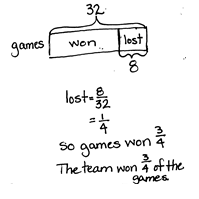 32
games won lost
8
lost = 8/32
= 1/4
So games won 3/4
The team won 3/4 of the
games.